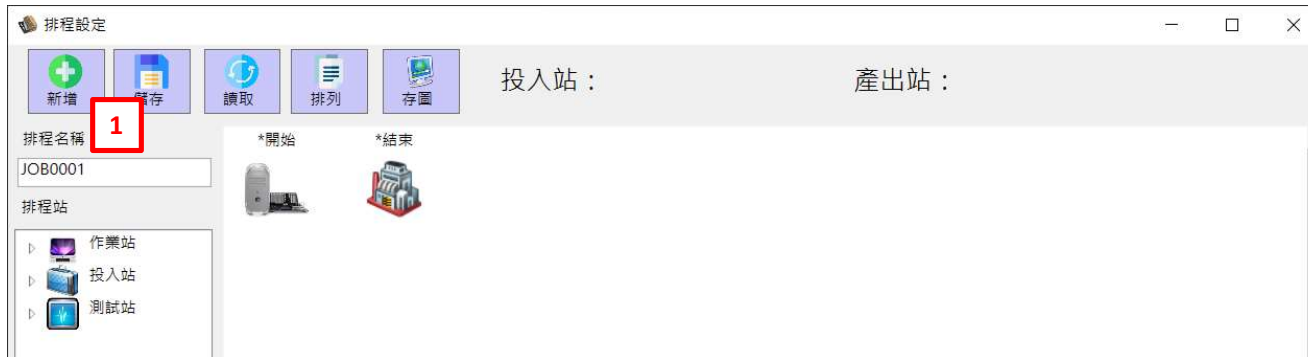 排程設定
新增 儲存 讀取 排列 存圖 投入站： 產出站：
1
排程名稱 *開始 *結束
JOB0001
排程站
作業站
投入站
測試站